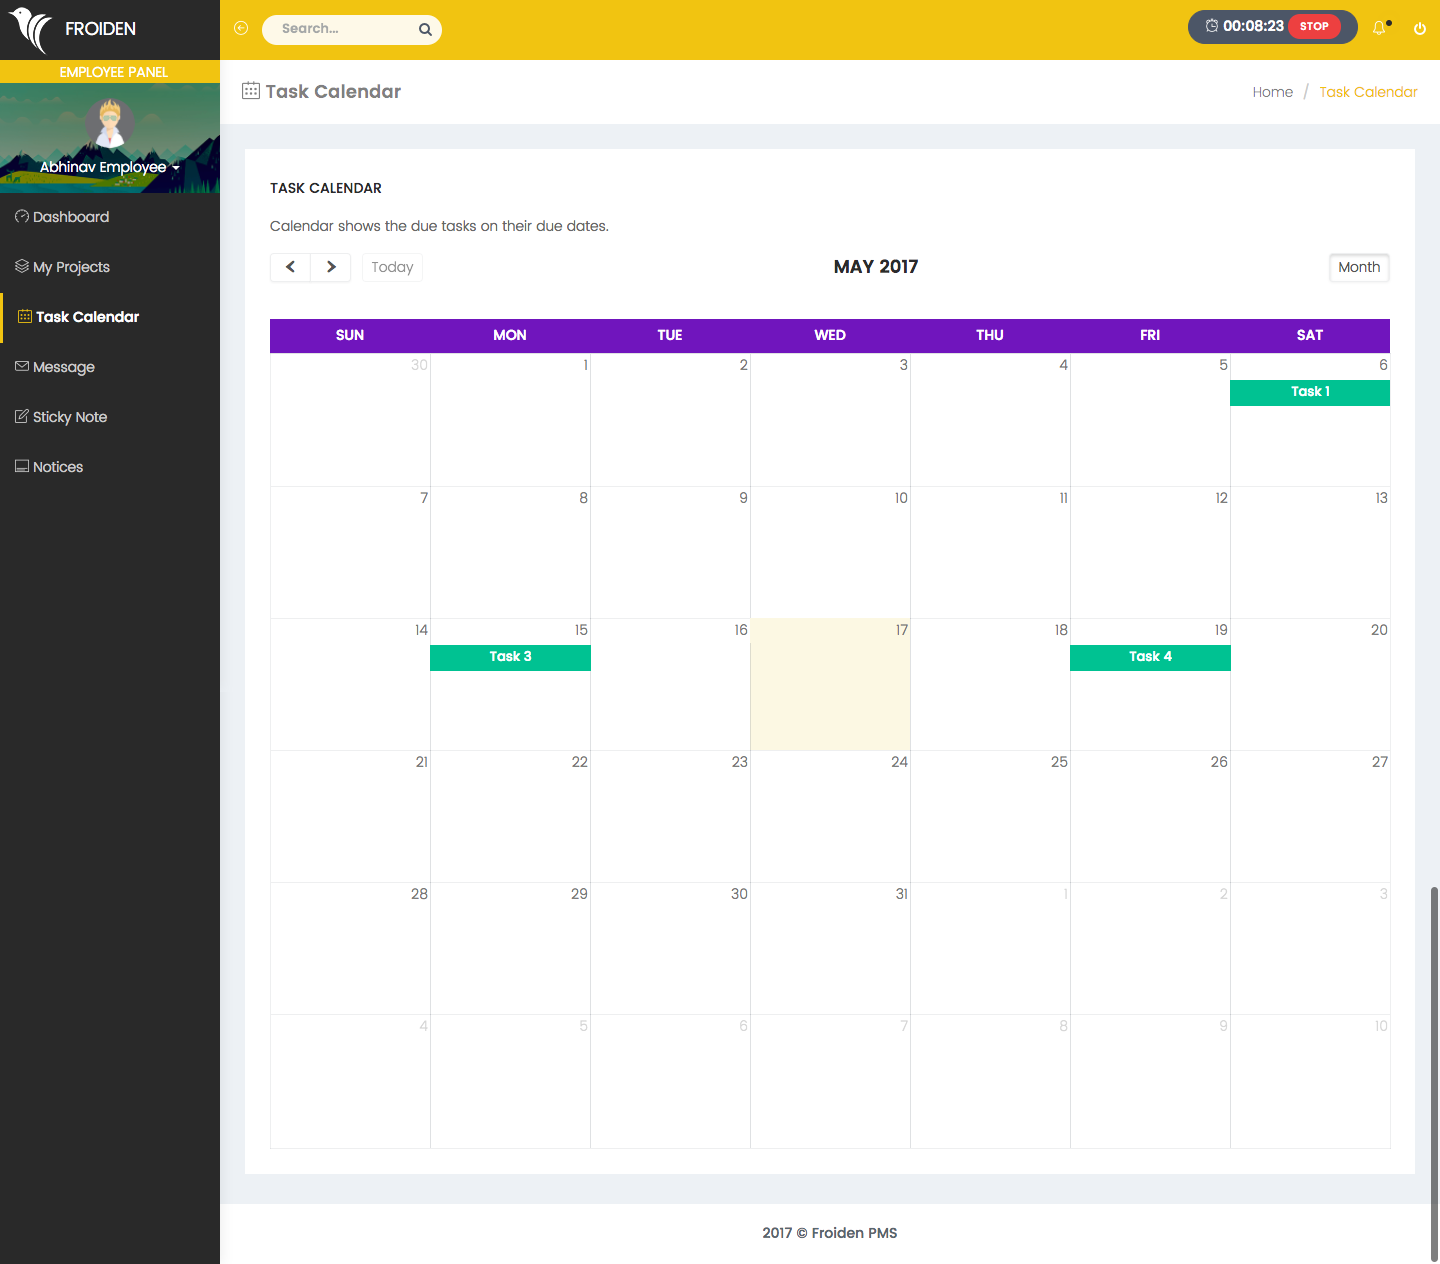 FROIDEN
Search...
00:08:23 STOP
EMPLOYEE PANEL
Abhinav Employee
Dashboard
My Projects
Task Calendar
Message
Sticky Note
Notices
Task Calendar
Home / Task Calendar
TASK CALENDAR
Calendar shows the due tasks on their due dates.
Today
MAY 2017
Month
SUN MON TUE WED THU FRI SAT
30 1 2 3 4 5 6
Task 1
7 8 9 10 11 12 13
14 15 16 17 18 19 20
Task 3 Task 4
21 22 23 24 25 26 27
28 29 30 31 1 2 3
4 5 6 7 8 9 10
2017 © Froiden PMS